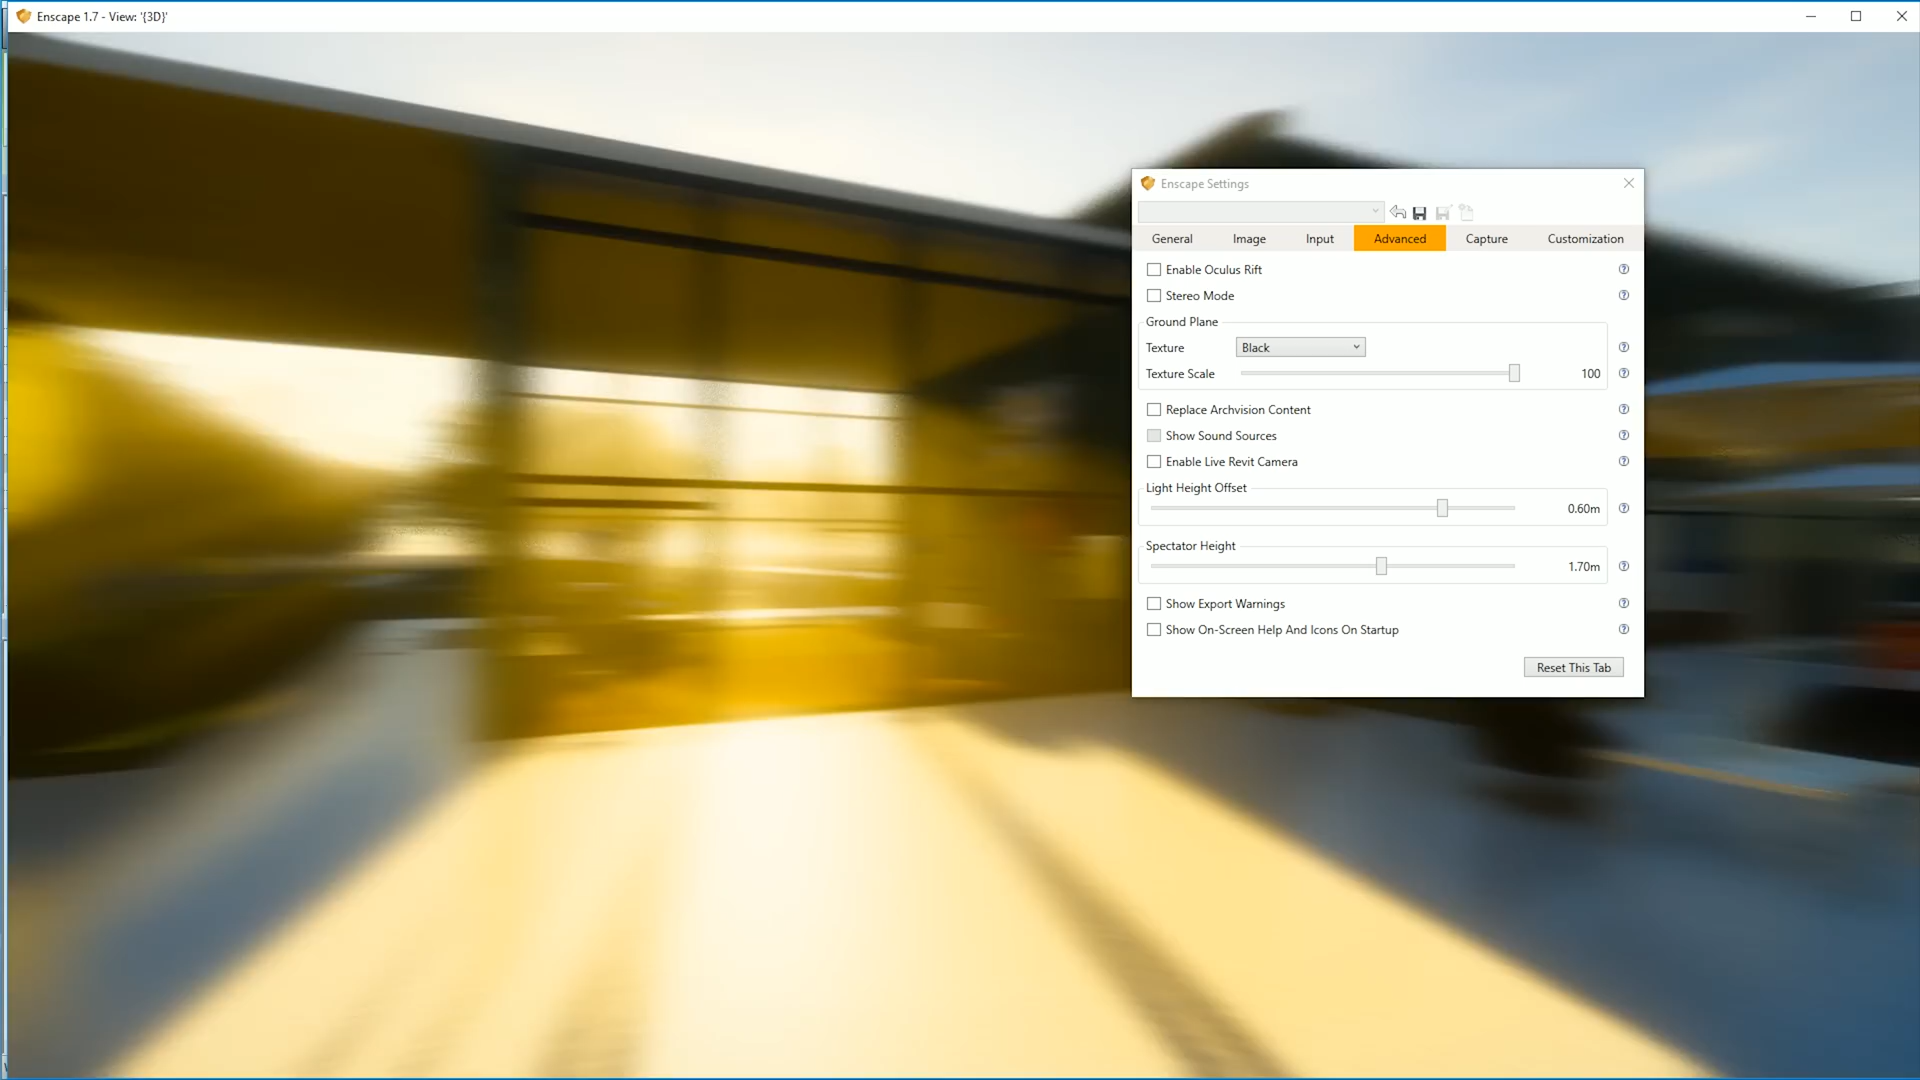 Enscape 1.7 - View: '{3D}'
Enscape Settings
General Image Input Advanced Capture Customization
Enable Oculus Rift
Stereo Mode
Ground Plane
Texture Black
Texture Scale 100
Replace Archvision Content
Show Sound Sources
Enable Live Revit Camera
Light Height Offset
0.60m
Spectator Height
1.70m
Show Export Warnings
Show On-Screen Help And Icons On Startup
Reset This Tab